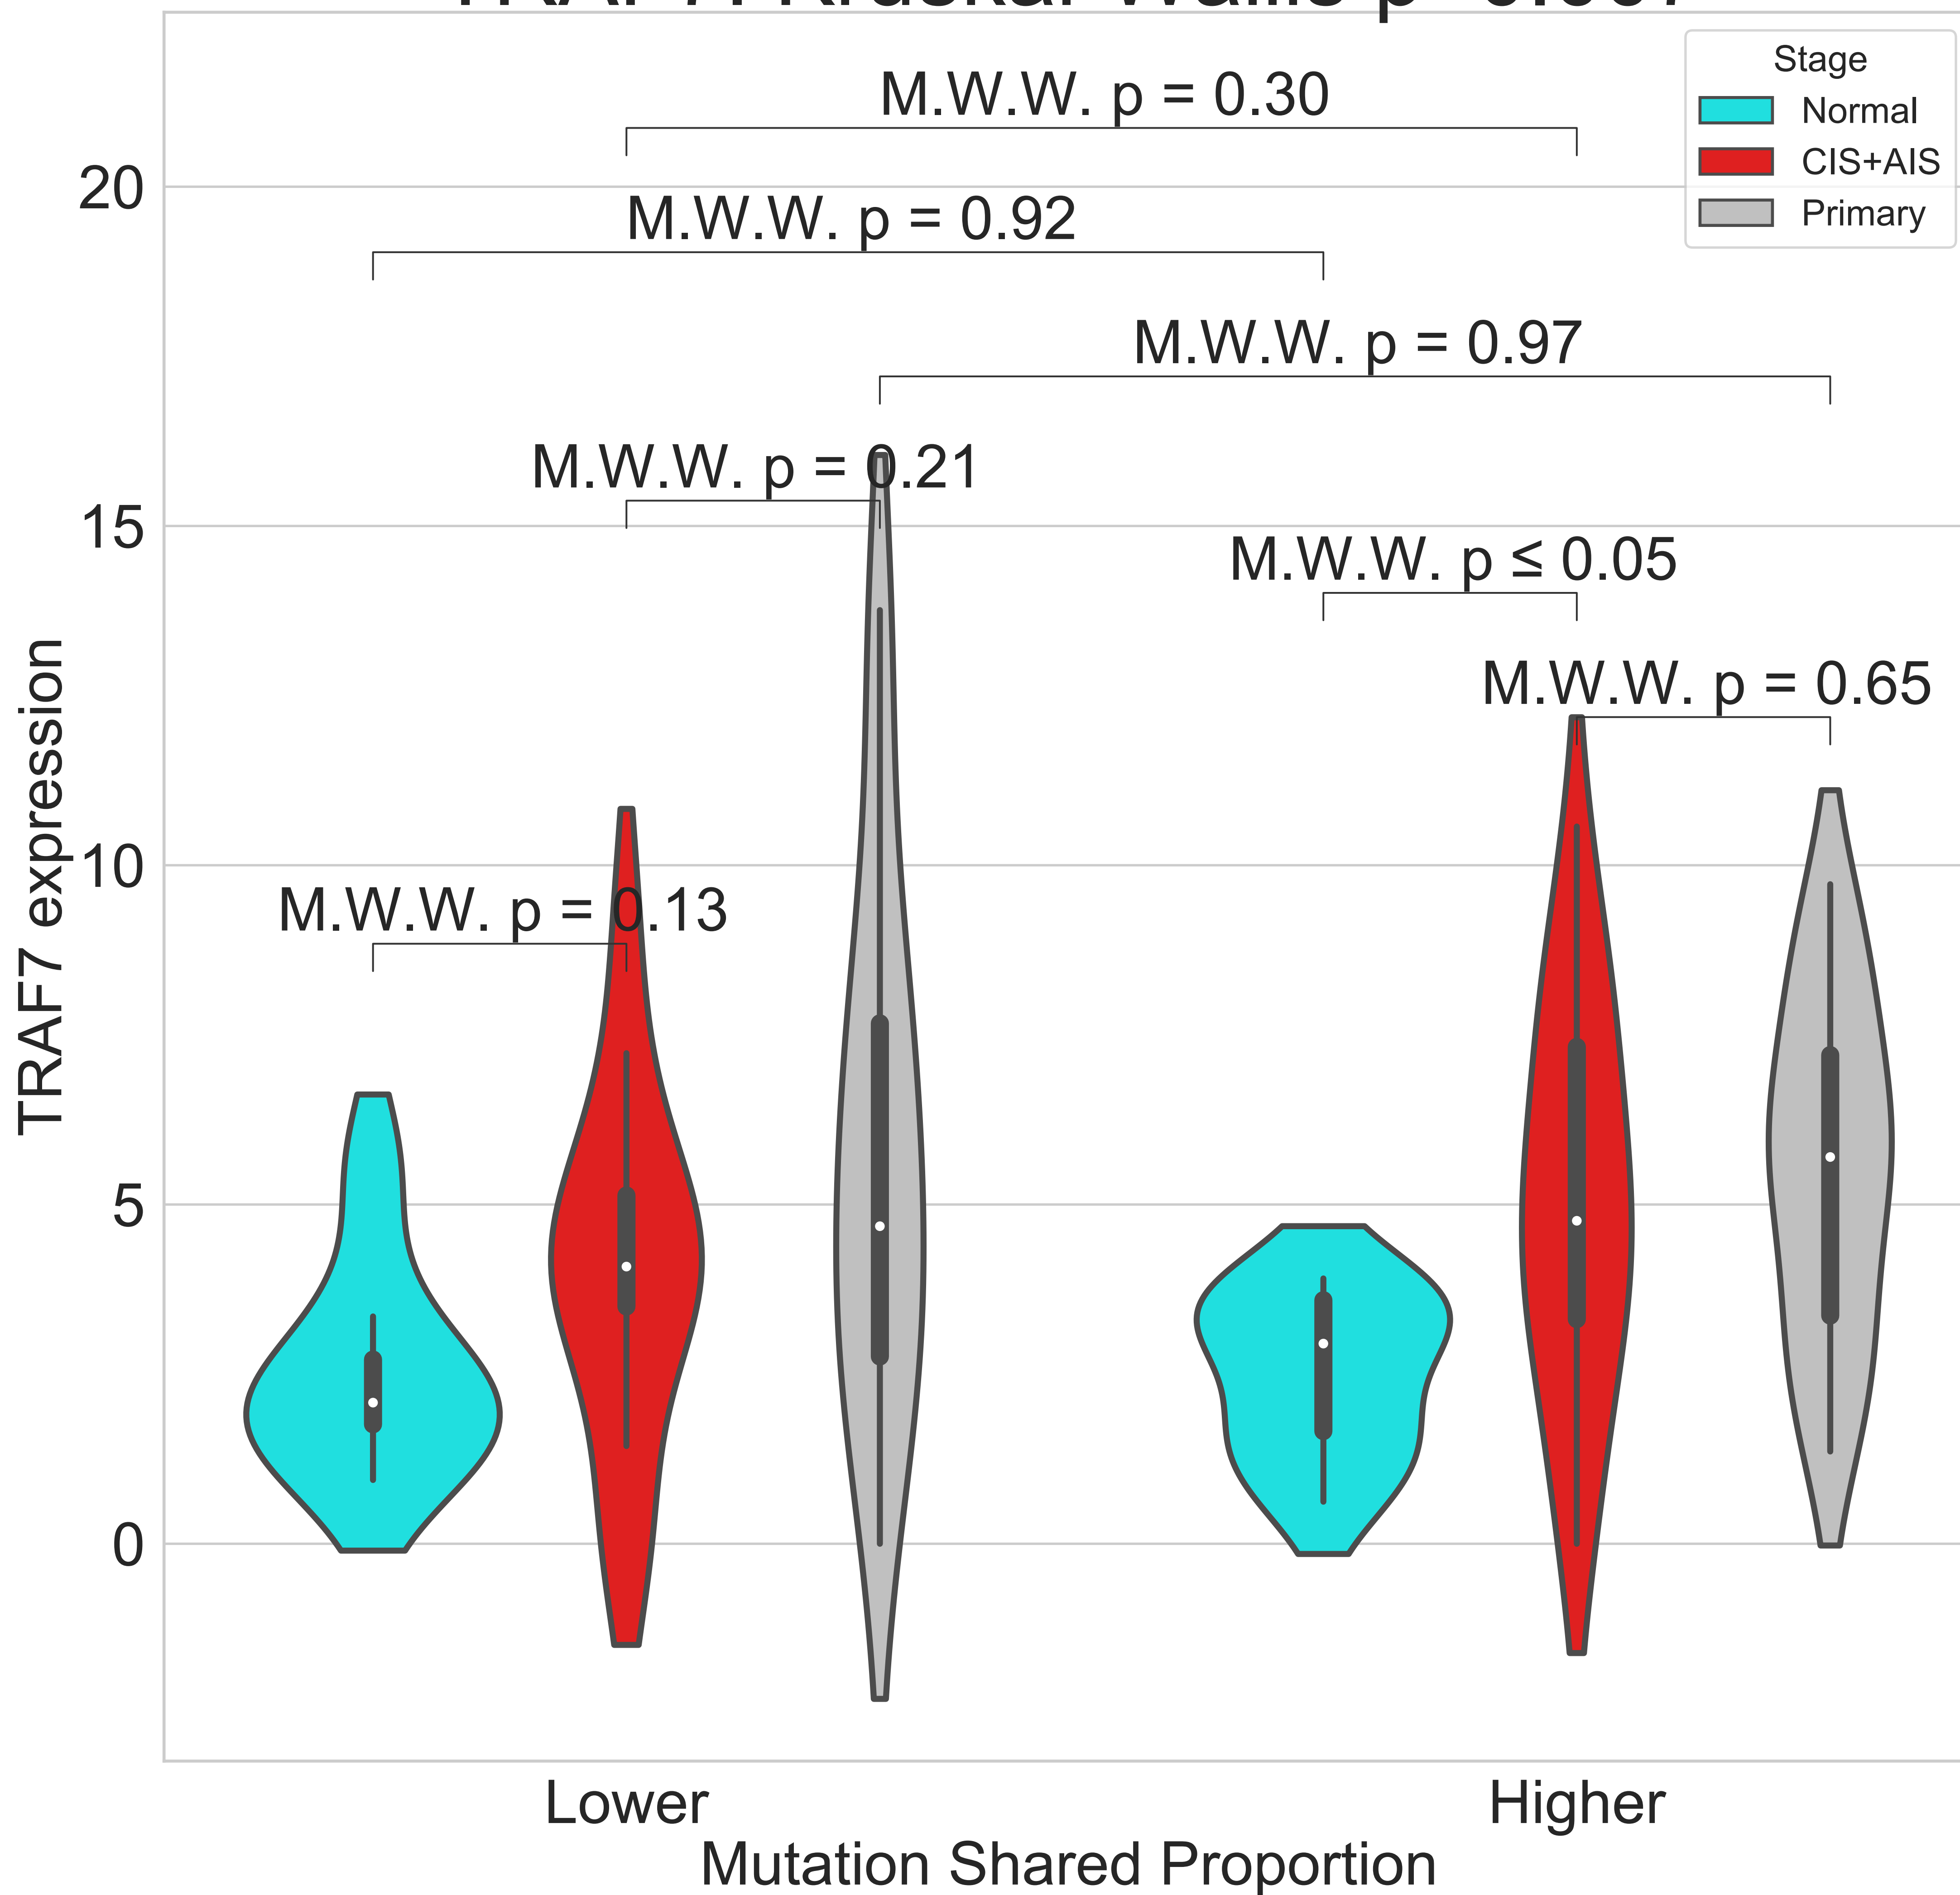 Stage
Normal
CIS+AIS
Primary
M.W.W. p = 0.30
M.W.W. p = 0.92
M.W.W. p = 0.97
M.W.W. p = 0.21
M.W.W. p ≤ 0.05
M.W.W. p = 0.65
M.W.W. p = 0.13
20
15
10
5
0
TRAF7 expression
Lower
Higher
Mutation Shared Proportion